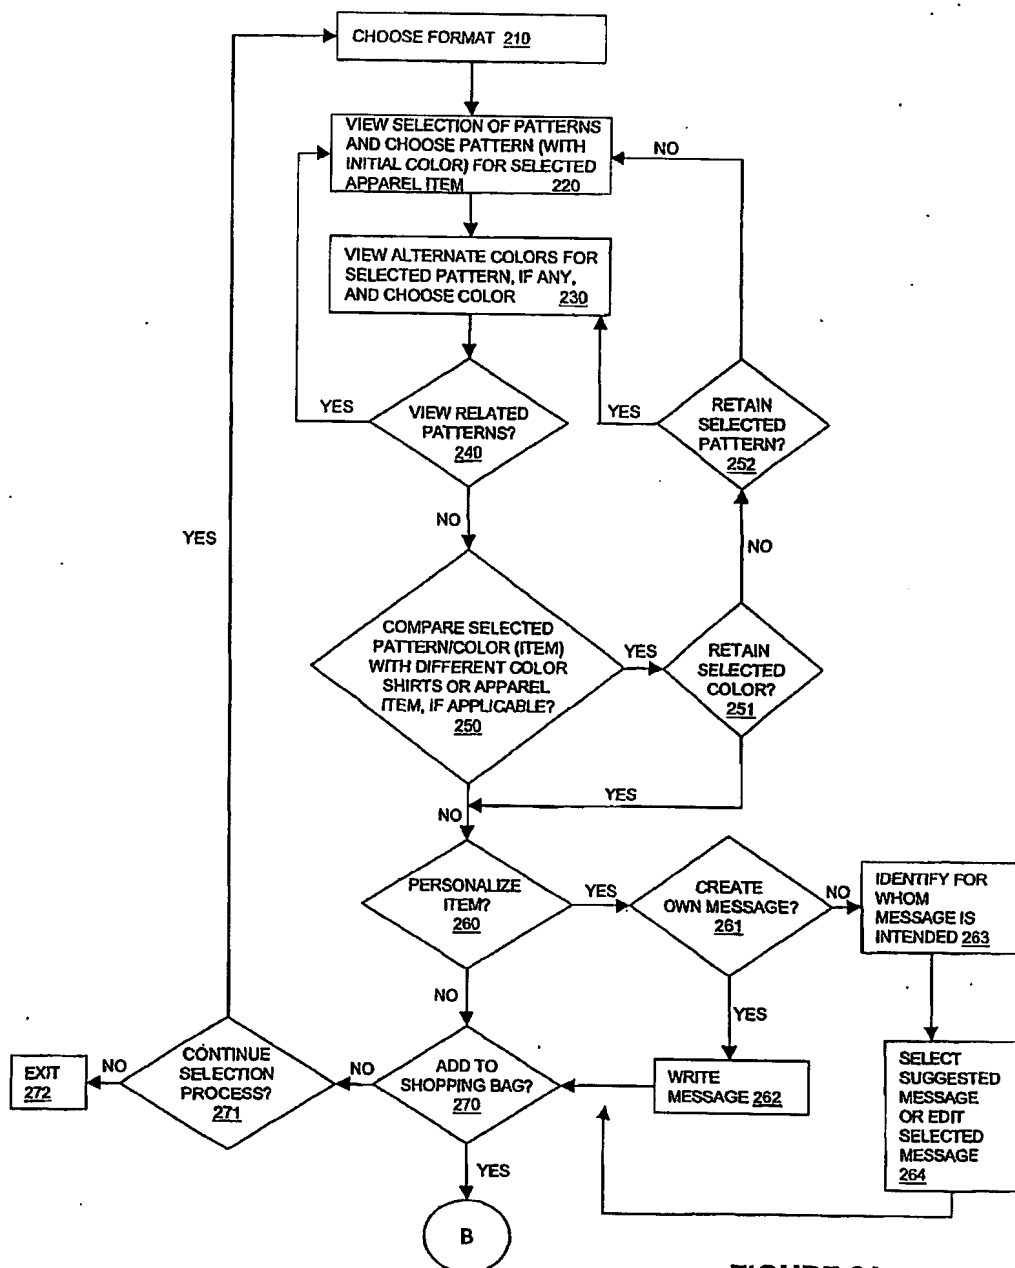 CHOOSE FORMAT 210
VIEW SELECTION OF PATTERNS
AND CHOOSE PATTERN (WITH
INITIAL COLOR) FOR SELECTED
APPAREL ITEM 220
NO
VIEW ALTERNATE COLORS FOR
SELECTED PATTERN, IF ANY,
AND CHOOSE COLOR 230
YES
VIEW RELATED
PATTERNS?
240
YES
RETAIN
SELECTED
PATTERN?
252
NO
YES
NO
COMPARE SELECTED
PATTERN/COLOR (ITEM)
WITH DIFFERENT COLOR
SHIRTS OR APPAREL
ITEM, IF APPLICABLE?
250
YES
RETAIN
SELECTED
COLOR?
251
YES
NO
PERSONALIZE
ITEM?
260
YES
CREATE
OWN MESSAGE?
261
NO
IDENTIFY FOR
WHOM
MESSAGE IS
INTENDED 263
NO
YES
EXIT
272
NO
CONTINUE
SELECTION
PROCESS?
271
NO
ADD TO
SHOPPING BAG?
270
WRITE
MESSAGE 262
SELECT
SUGGESTED
MESSAGE
OR EDIT
SELECTED
MESSAGE
264
YES
B